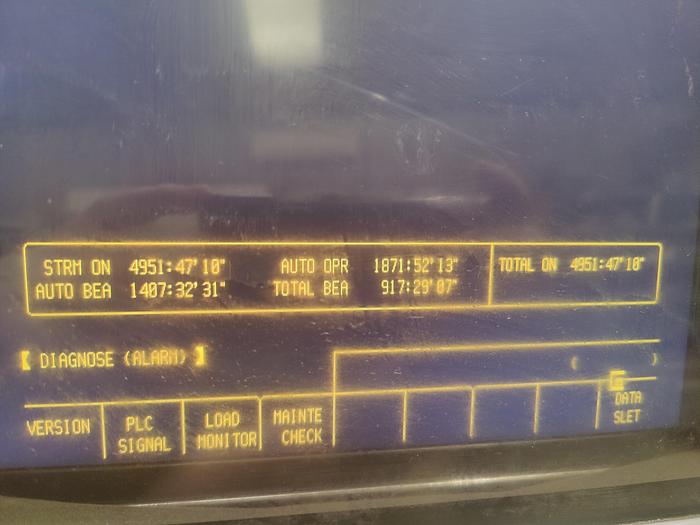 STRM ON 4951:47'10" AUTO OPR 1871:52'13" TOTAL ON 4951:47'10"
AUTO BEA 1407:32'31" TOTAL BEA 917:29'07"
【 DIAGNOSE (ALARM) 】
( )
VERSION PLC SIGNAL LOAD MONITOR MAINTE CHECK DATA SLET